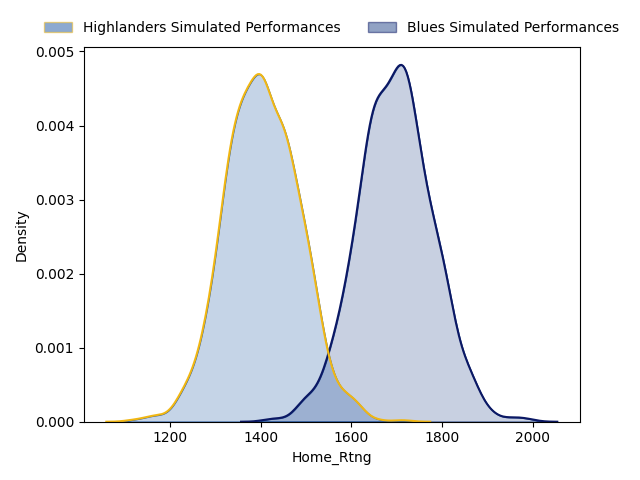 Highlanders Simulated Performances Blues Simulated Performances
0.005
0.004
0.003
0.002
0.001
0.000
Density
1200 1400 1600 1800 2000
Home_Rtng